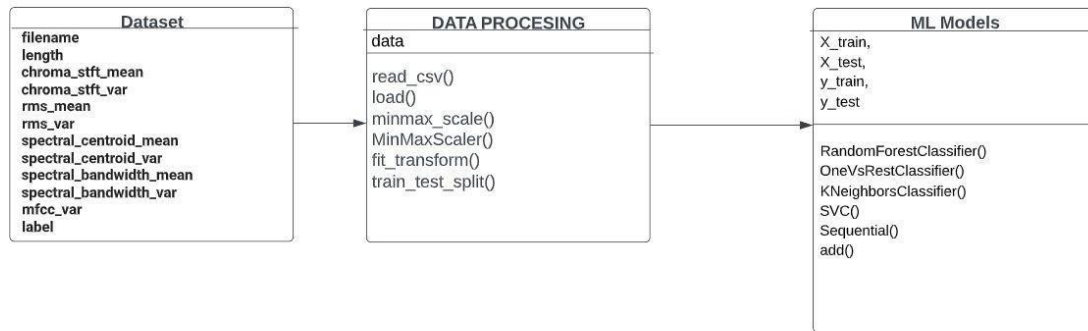 Dataset
filename
length
chroma_stft_mean
chroma_stft_var
rms_mean
rms_var
spectral_centroid_mean
spectral_centroid_var
spectral_bandwidth_mean
spectral_bandwidth_var
mfcc_var
label
DATA PROCESING
data
read_csv()
load()
minmax_scale()
MinMaxScaler()
fit_transform()
train_test_split()
ML Models
X_train,
X_test,
y_train,
y_test
RandomForestClassifier()
OneVsRestClassifier()
KNeighborsClassifier()
SVC()
Sequential()
add()